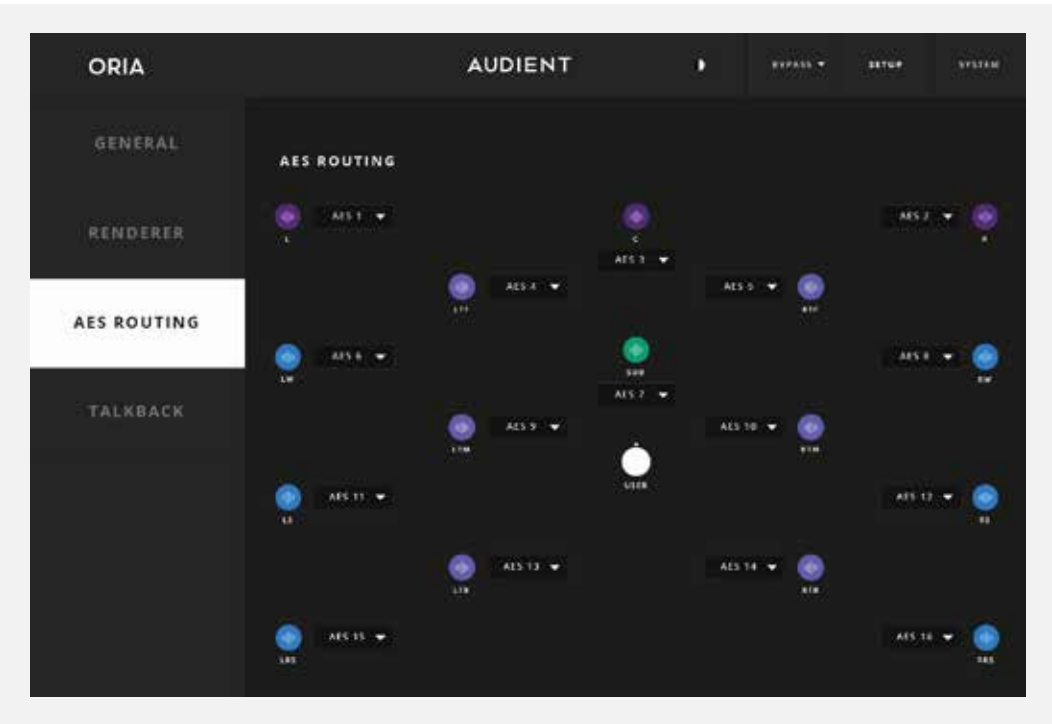 ORIA AUDIENT BYPASS SETUP SYSTEM
GENERAL
RENDERER
AES ROUTING
TALKBACK
AES ROUTING
L AES 1
C
AES 3
AES 2 R
LTF AES 4
AES 5 RTF
LW AES 6
SUB
AES 7
AES 8 RW
LTM AES 9
AES 10 RTM
USER
LS AES 11
AES 12 RS
LTR AES 13
AES 14 RTR
LRS AES 15
AES 16